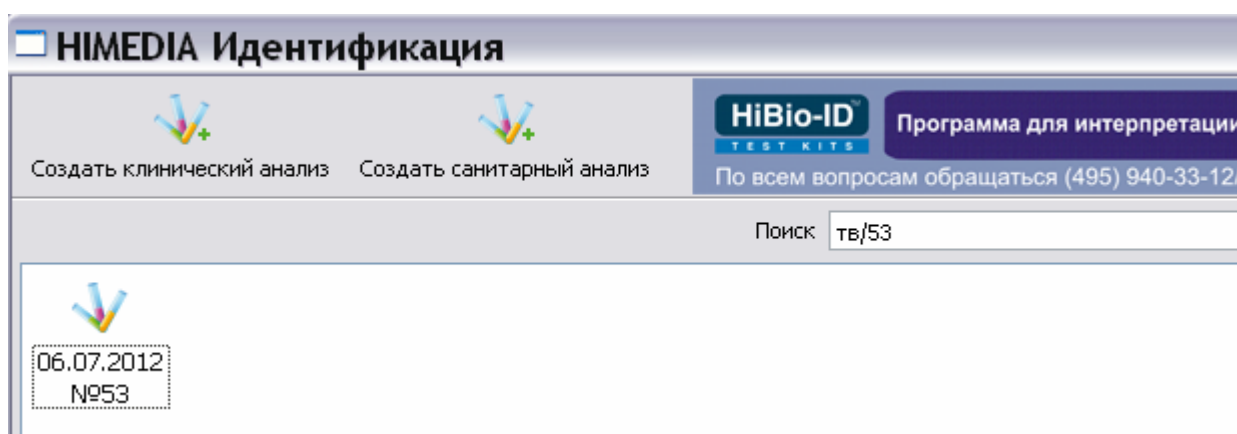 HIMEDIA Идентификация
Создать клинический анализ
Создать санитарный анализ
HiBio-ID™
TEST KITS
Программа для интерпретации
По всем вопросам обращаться (495) 940-33-12
Поиск
тв/53
06.07.2012
№53